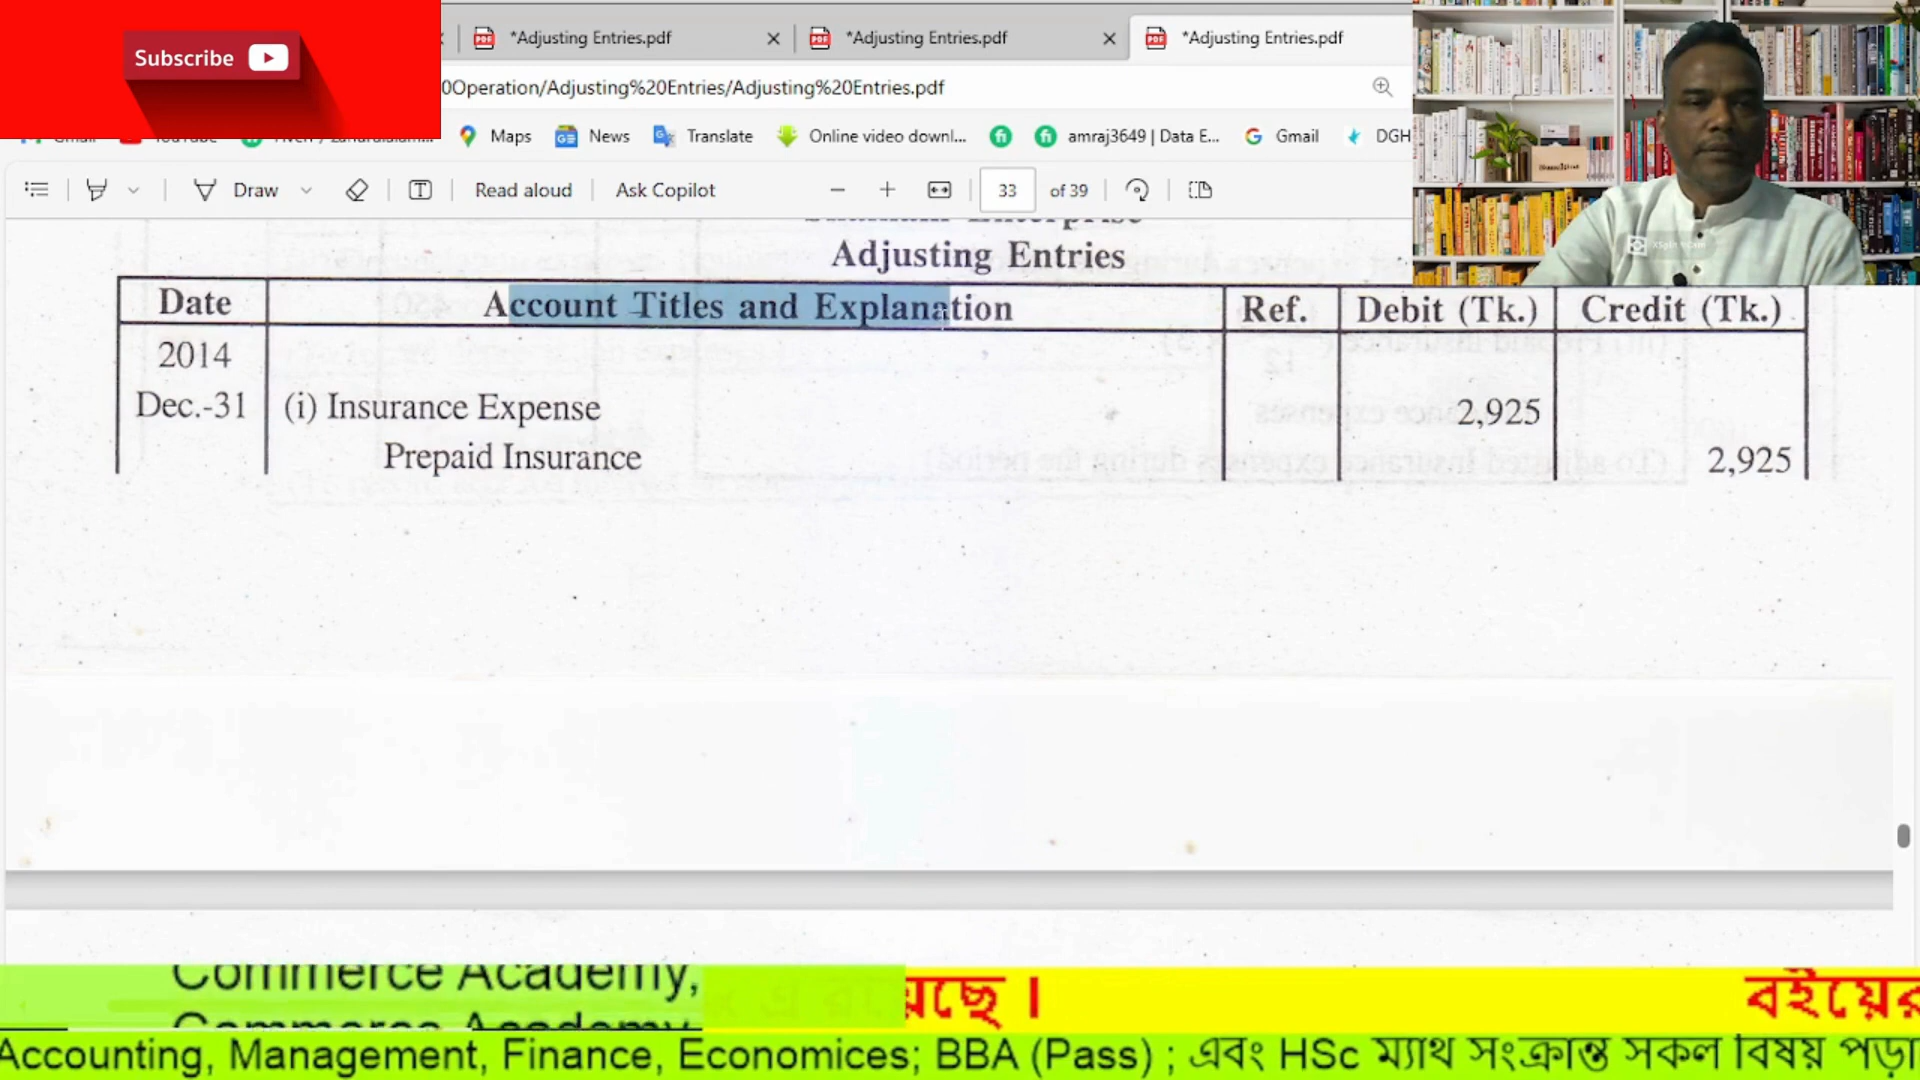 Subscribe
*Adjusting Entries.pdf
*Adjusting Entries.pdf
*Adjusting Entries.pdf
Operation/Adjusting%20Entries/Adjusting%20Entries.pdf
Maps News Translate Online video downl... amraj3649 | Data E... Gmail DGH
Draw Read aloud Ask Copilot 33 of 39
Adjusting Entries
Date Account Titles and Explanation Ref. Debit (Tk.) Credit (Tk.)
2014
Dec.-31 (i) Insurance Expense 2,925
Prepaid Insurance 2,925
Commerce Academy,
Accounting, Management, Finance, Economices; BBA (Pass) ; এবং HSc ম্যাথ সংক্রান্ত সকল বিষয়